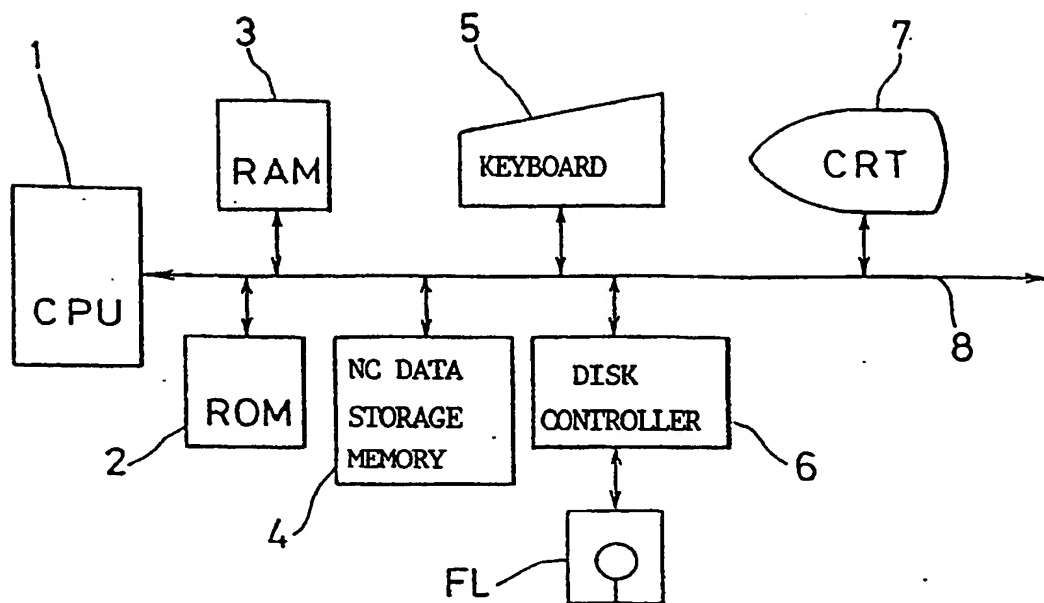 1
3
5
7
RAM
KEYBOARD
CRT
CPU
8
ROM
NC DATA
STORAGE
MEMORY
DISK
CONTROLLER
2
4
6
FL